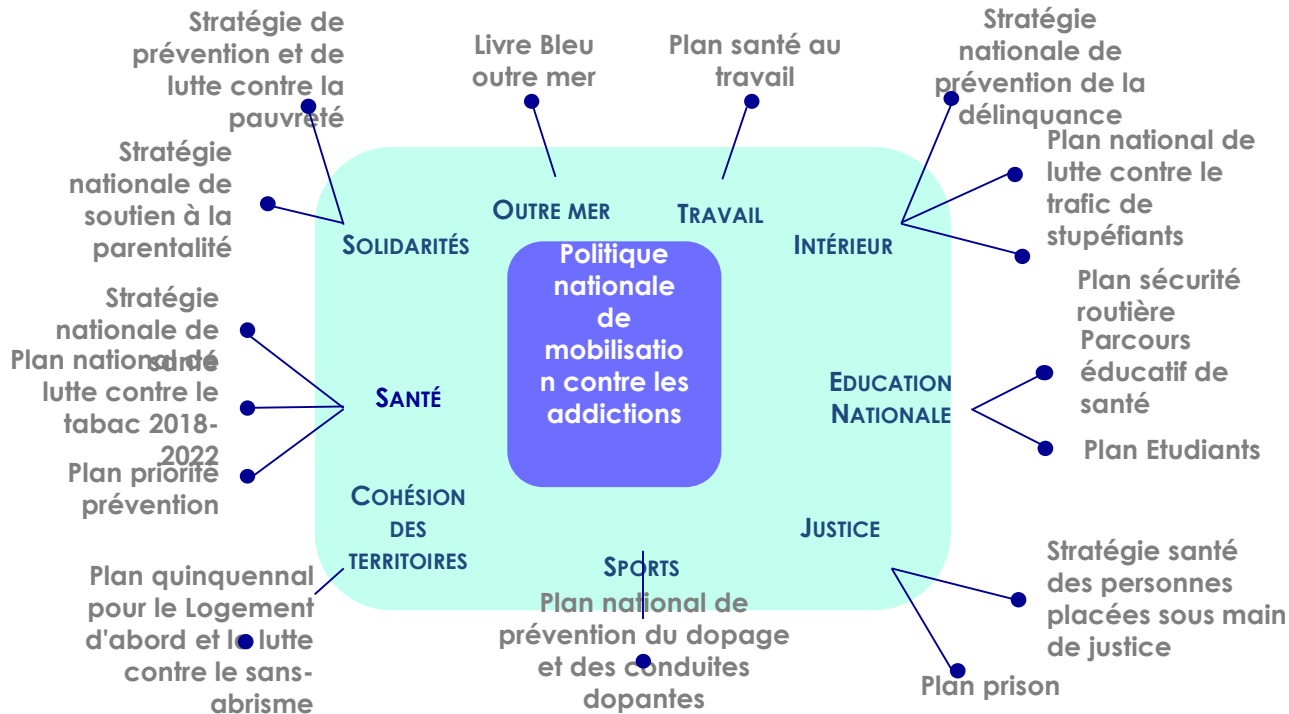 Stratégie de
prévention et de
lutte contre la
pauvreté
Livre Bleu
outre mer
Plan santé au
travail
Stratégie
nationale de
prévention de la
délinquance
Stratégie
nationale de
soutien à la
parentalité
Plan national de
lutte contre le
trafic de
stupéfiants
OUTRE MER
TRAVAIL
SOLIDARITÉS
INTÉRIEUR
Politique
nationale
de
mobilisatio
n contre les
addictions
Plan sécurité
routière
Stratégie
nationale de
santé
Plan national de
lutte contre le
tabac 2018-
2022
Plan priorité
prévention
SANTÉ
EDUCATION
NATIONALE
Parcours
éducatif de
santé
Plan Etudiants
COHÉSION
DES
TERRITOIRES
JUSTICE
SPORTS
Plan quinquennal
pour le Logement
d'abord et la lutte
contre le sans-
abrisme
Plan national de
prévention du dopage
et des conduites
dopantes
Stratégie santé
des personnes
placées sous main
de justice
Plan prison